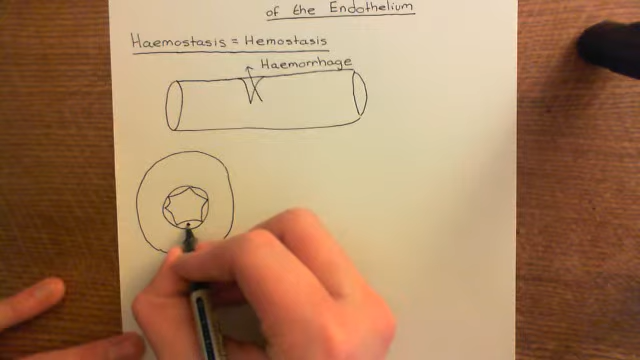 of the Endothelium
Haemostasis = Hemostasis
Haemorrhage